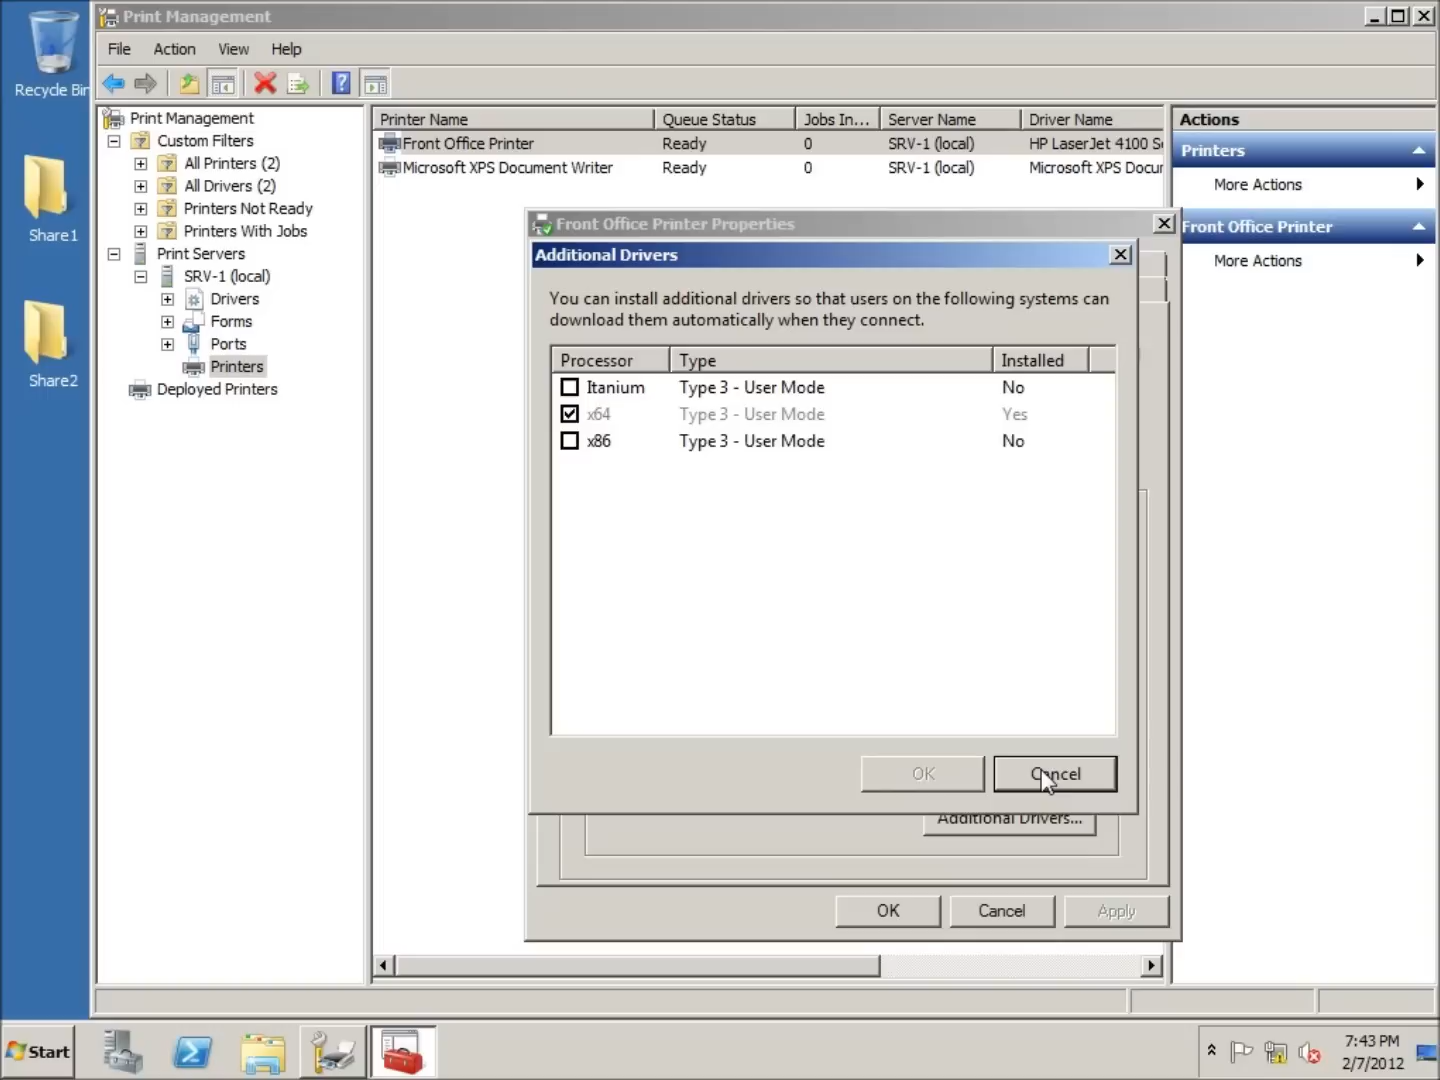 Recycle Bin
Share1
Share2
Print Management
File Action View Help
Print Management
Custom Filters
All Printers (2)
All Drivers (2)
Printers Not Ready
Printers With Jobs
Print Servers
SRV-1 (local)
Drivers
Forms
Ports
Printers
Deployed Printers
Printer Name Queue Status Jobs In... Server Name Driver Name
Front Office Printer Ready 0 SRV-1 (local) HP LaserJet 4100 S
Microsoft XPS Document Writer Ready 0 SRV-1 (local) Microsoft XPS Docur
Actions
Printers
More Actions
Front Office Printer
More Actions
Front Office Printer Properties
Additional Drivers
You can install additional drivers so that users on the following systems can
download them automatically when they connect.
Processor Type Installed
Itanium Type 3 - User Mode No
x64 Type 3 - User Mode Yes
x86 Type 3 - User Mode No
OK Cancel
Additional Drivers...
OK Cancel Apply
Start
7:43 PM
2/7/2012